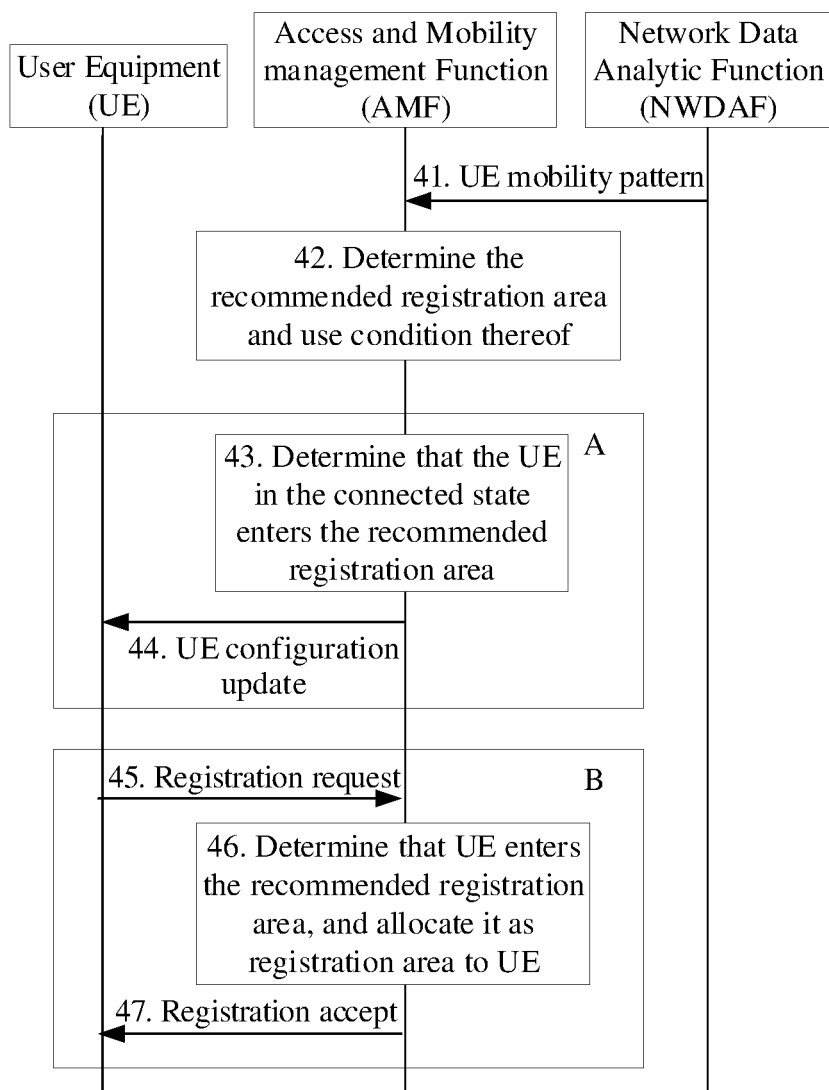 User Equipment
(UE)
Access and Mobility
management Function
(AMF)
Network Data
Analytic Function
(NWDAF)
41. UE mobility pattern
42. Determine the
recommended registration area
and use condition thereof
A
43. Determine that the UE
in the connected state
enters the recommended
registration area
44. UE configuration
update
B
45. Registration request
46. Determine that UE enters
the recommended registration
area, and allocate it as
registration area to UE
47. Registration accept